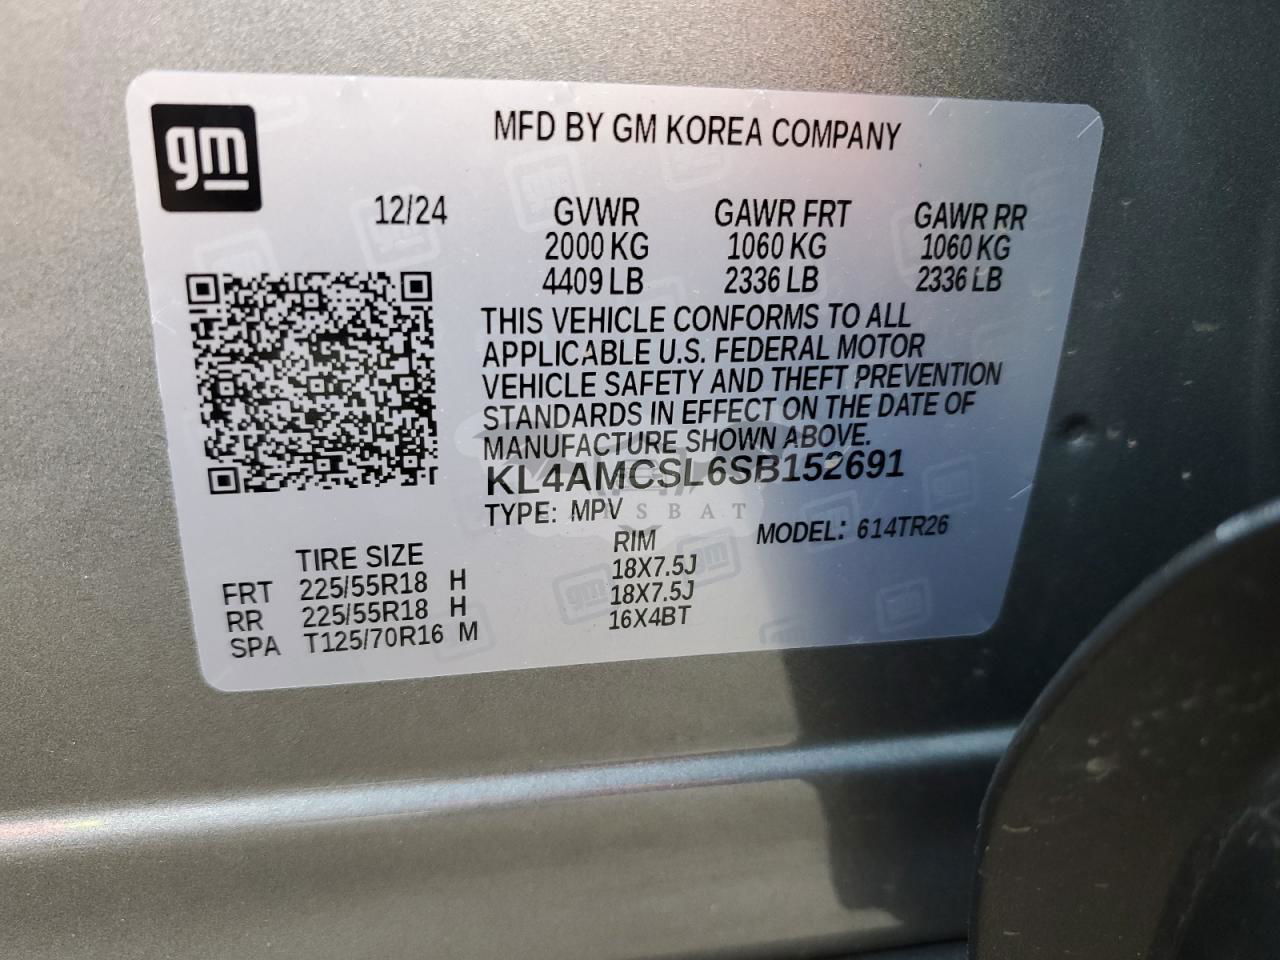 gm
MFD BY GM KOREA COMPANY
12/24 GVWR GAWR FRT GAWR RR
2000 KG 1060 KG 1060 KG
4409 LB 2336 LB 2336 LB
THIS VEHICLE CONFORMS TO ALL
APPLICABLE U.S. FEDERAL MOTOR
VEHICLE SAFETY AND THEFT PREVENTION
STANDARDS IN EFFECT ON THE DATE OF
MANUFACTURE SHOWN ABOVE.
KL4AMCSL6SB152691
TYPE: MPV MODEL: 614TR26
TIRE SIZE RIM
FRT 225/55R18 H 18X7.5J
RR 225/55R18 H 18X7.5J
SPA T125/70R16 M 16X4BT